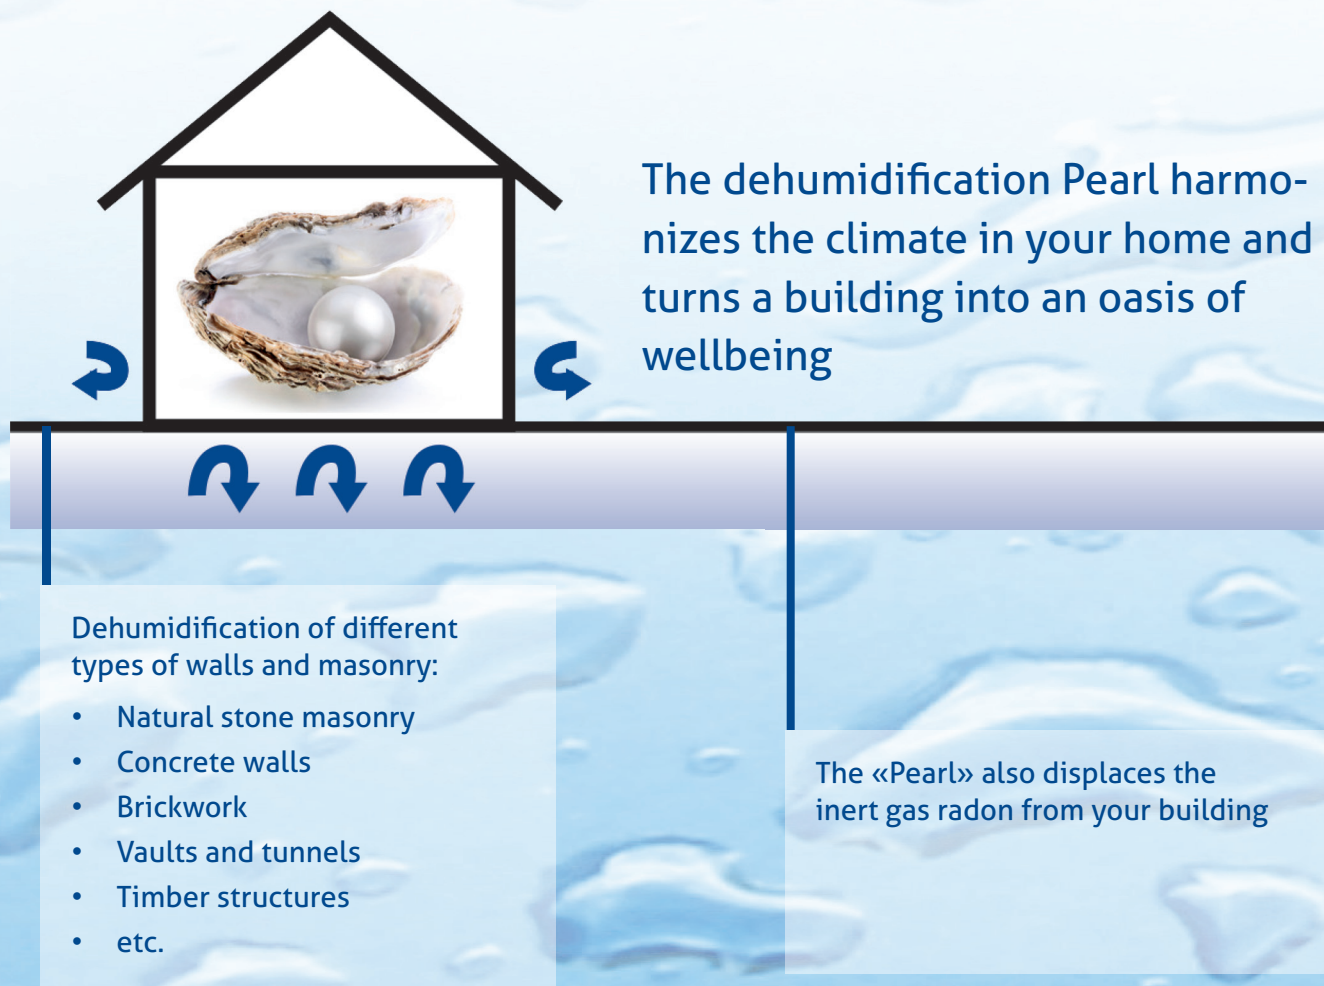 The dehumidification Pearl harmo-
nizes the climate in your home and
turns a building into an oasis of
wellbeing
Dehumidification of different
types of walls and masonry:
• Natural stone masonry
• Concrete walls
• Brickwork
• Vaults and tunnels
• Timber structures
• etc.
The «Pearl» also displaces the
inert gas radon from your building